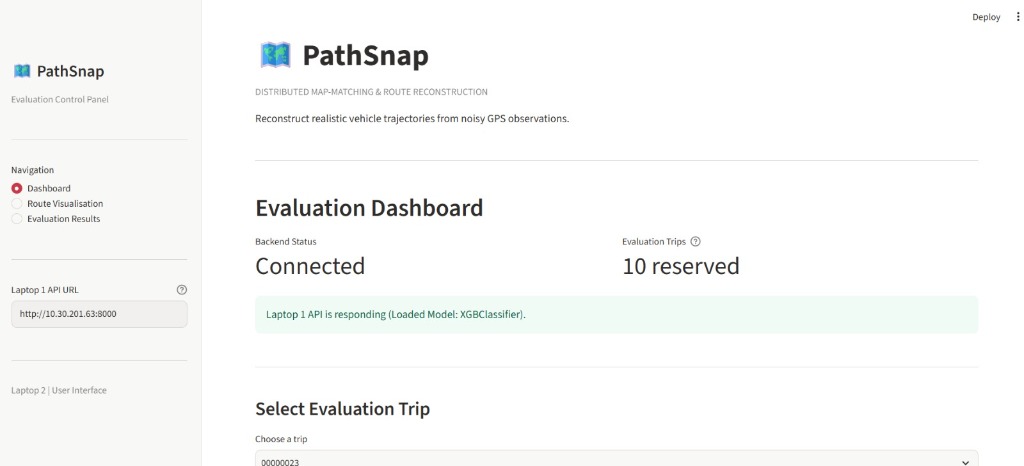 Deploy
PathSnap
Evaluation Control Panel
Navigation
Dashboard
Route Visualisation
Evaluation Results
Laptop 1 API URL
http://10.30.201.63:8000
Laptop 2 | User Interface
PathSnap
DISTRIBUTED MAP-MATCHING & ROUTE RECONSTRUCTION
Reconstruct realistic vehicle trajectories from noisy GPS observations.
Evaluation Dashboard
Backend Status
Connected
Evaluation Trips
10 reserved
Laptop 1 API is responding (Loaded Model: XGBClassifier).
Select Evaluation Trip
Choose a trip
00000023